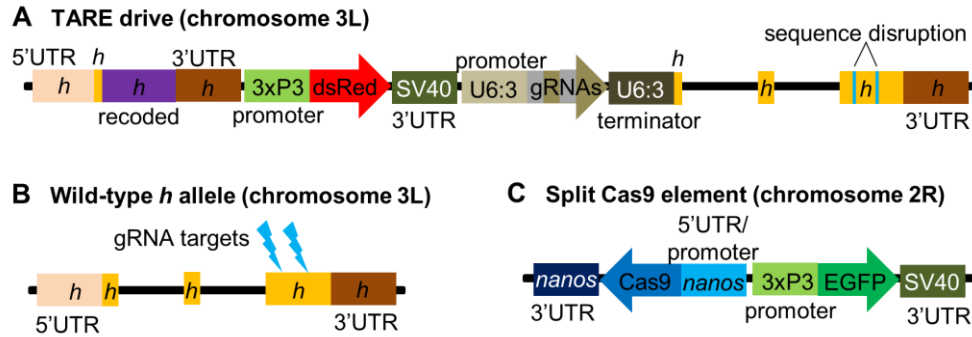 A TARE drive (chromosome 3L)
sequence disruption
5'UTR h 3'UTR promoter h
h h 3xP3 dsRed SV40 U6:3 gRNAs U6:3 h h h
recoded promoter 3'UTR terminator 3'UTR
B Wild-type h allele (chromosome 3L)
gRNA targets
h h h h h
5'UTR 3'UTR
C Split Cas9 element (chromosome 2R)
5'UTR/
promoter
nanos Cas9 nanos 3xP3 EGFP SV40
3'UTR promoter 3'UTR